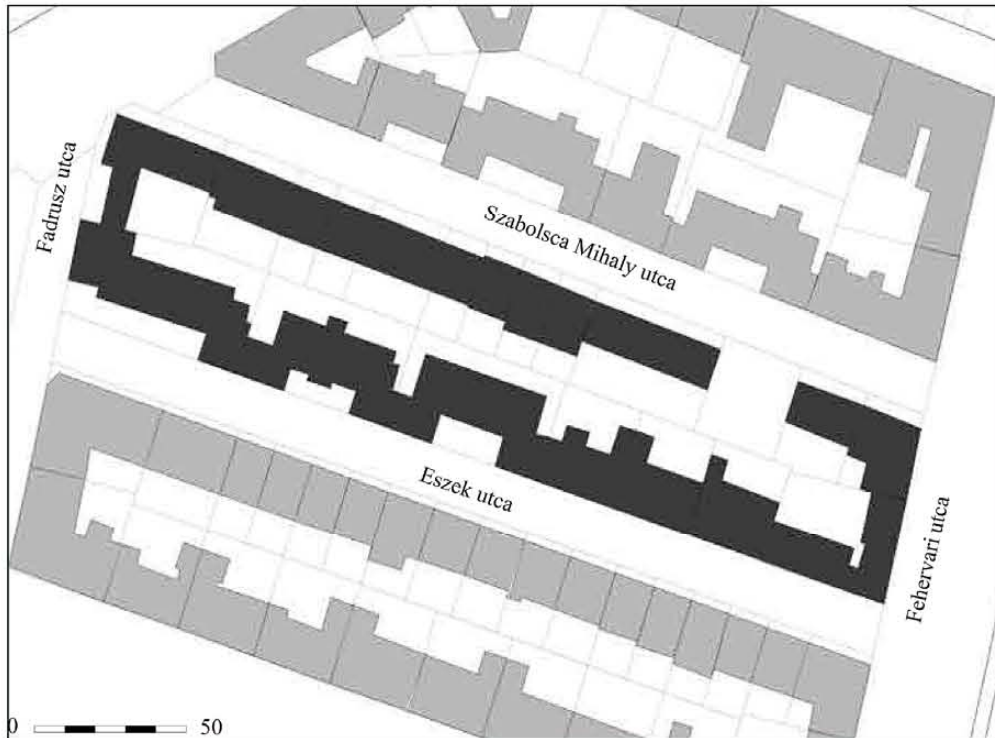 Fadrusz utca
Szabolsca Mihaly utca
Eszek utca
Fehervari utca
0 50